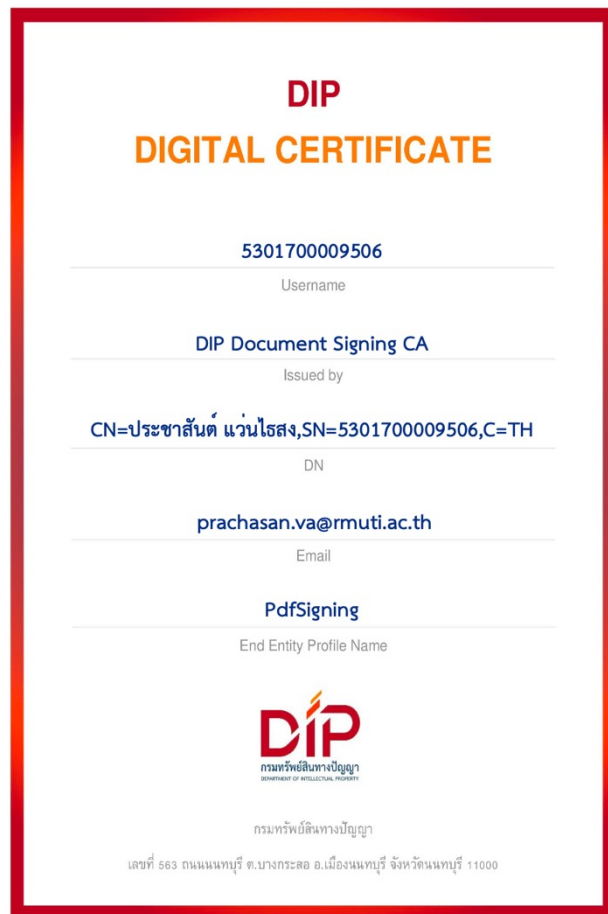 DIP
DIGITAL CERTIFICATE
5301700009506
Username
DIP Document Signing CA
Issued by
CN=ประชาสันต์ แว่นไธสง,SN=5301700009506,C=TH
DN
prachasan.va@rmuti.ac.th
Email
PdfSigning
End Entity Profile Name
DIP
กรมทรัพย์สินทางปัญญา
DEPARTMENT OF INTELLECTUAL PROPERTY
กรมทรัพย์สินทางปัญญา
เลขที่ 563 ถนนนนทบุรี ต.บางกระสอ อ.เมืองนนทบุรี จังหวัดนนทบุรี 11000